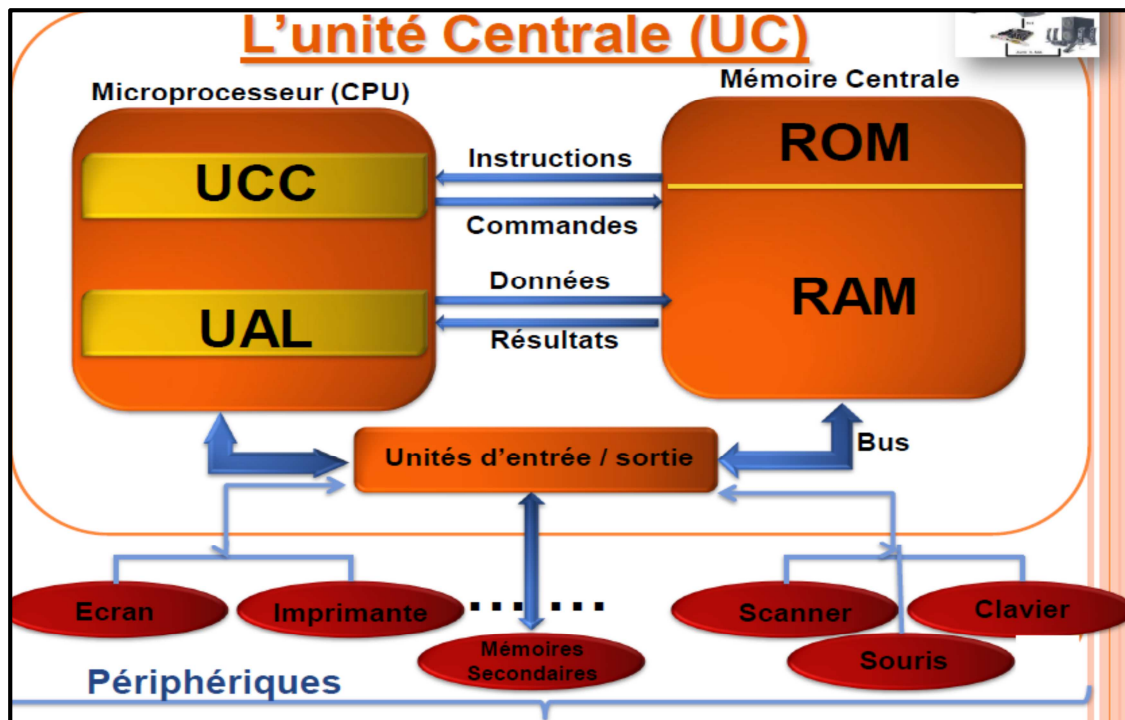 L'unité Centrale (UC)
Microprocesseur (CPU)
Mémoire Centrale
UCC
Instructions
ROM
Commandes
Données
RAM
UAL
Résultats
Unités d'entrée / sortie
Bus
Ecran
Imprimante
... ...
Scanner
Clavier
Mémoires
Secondaires
Souris
Périphériques